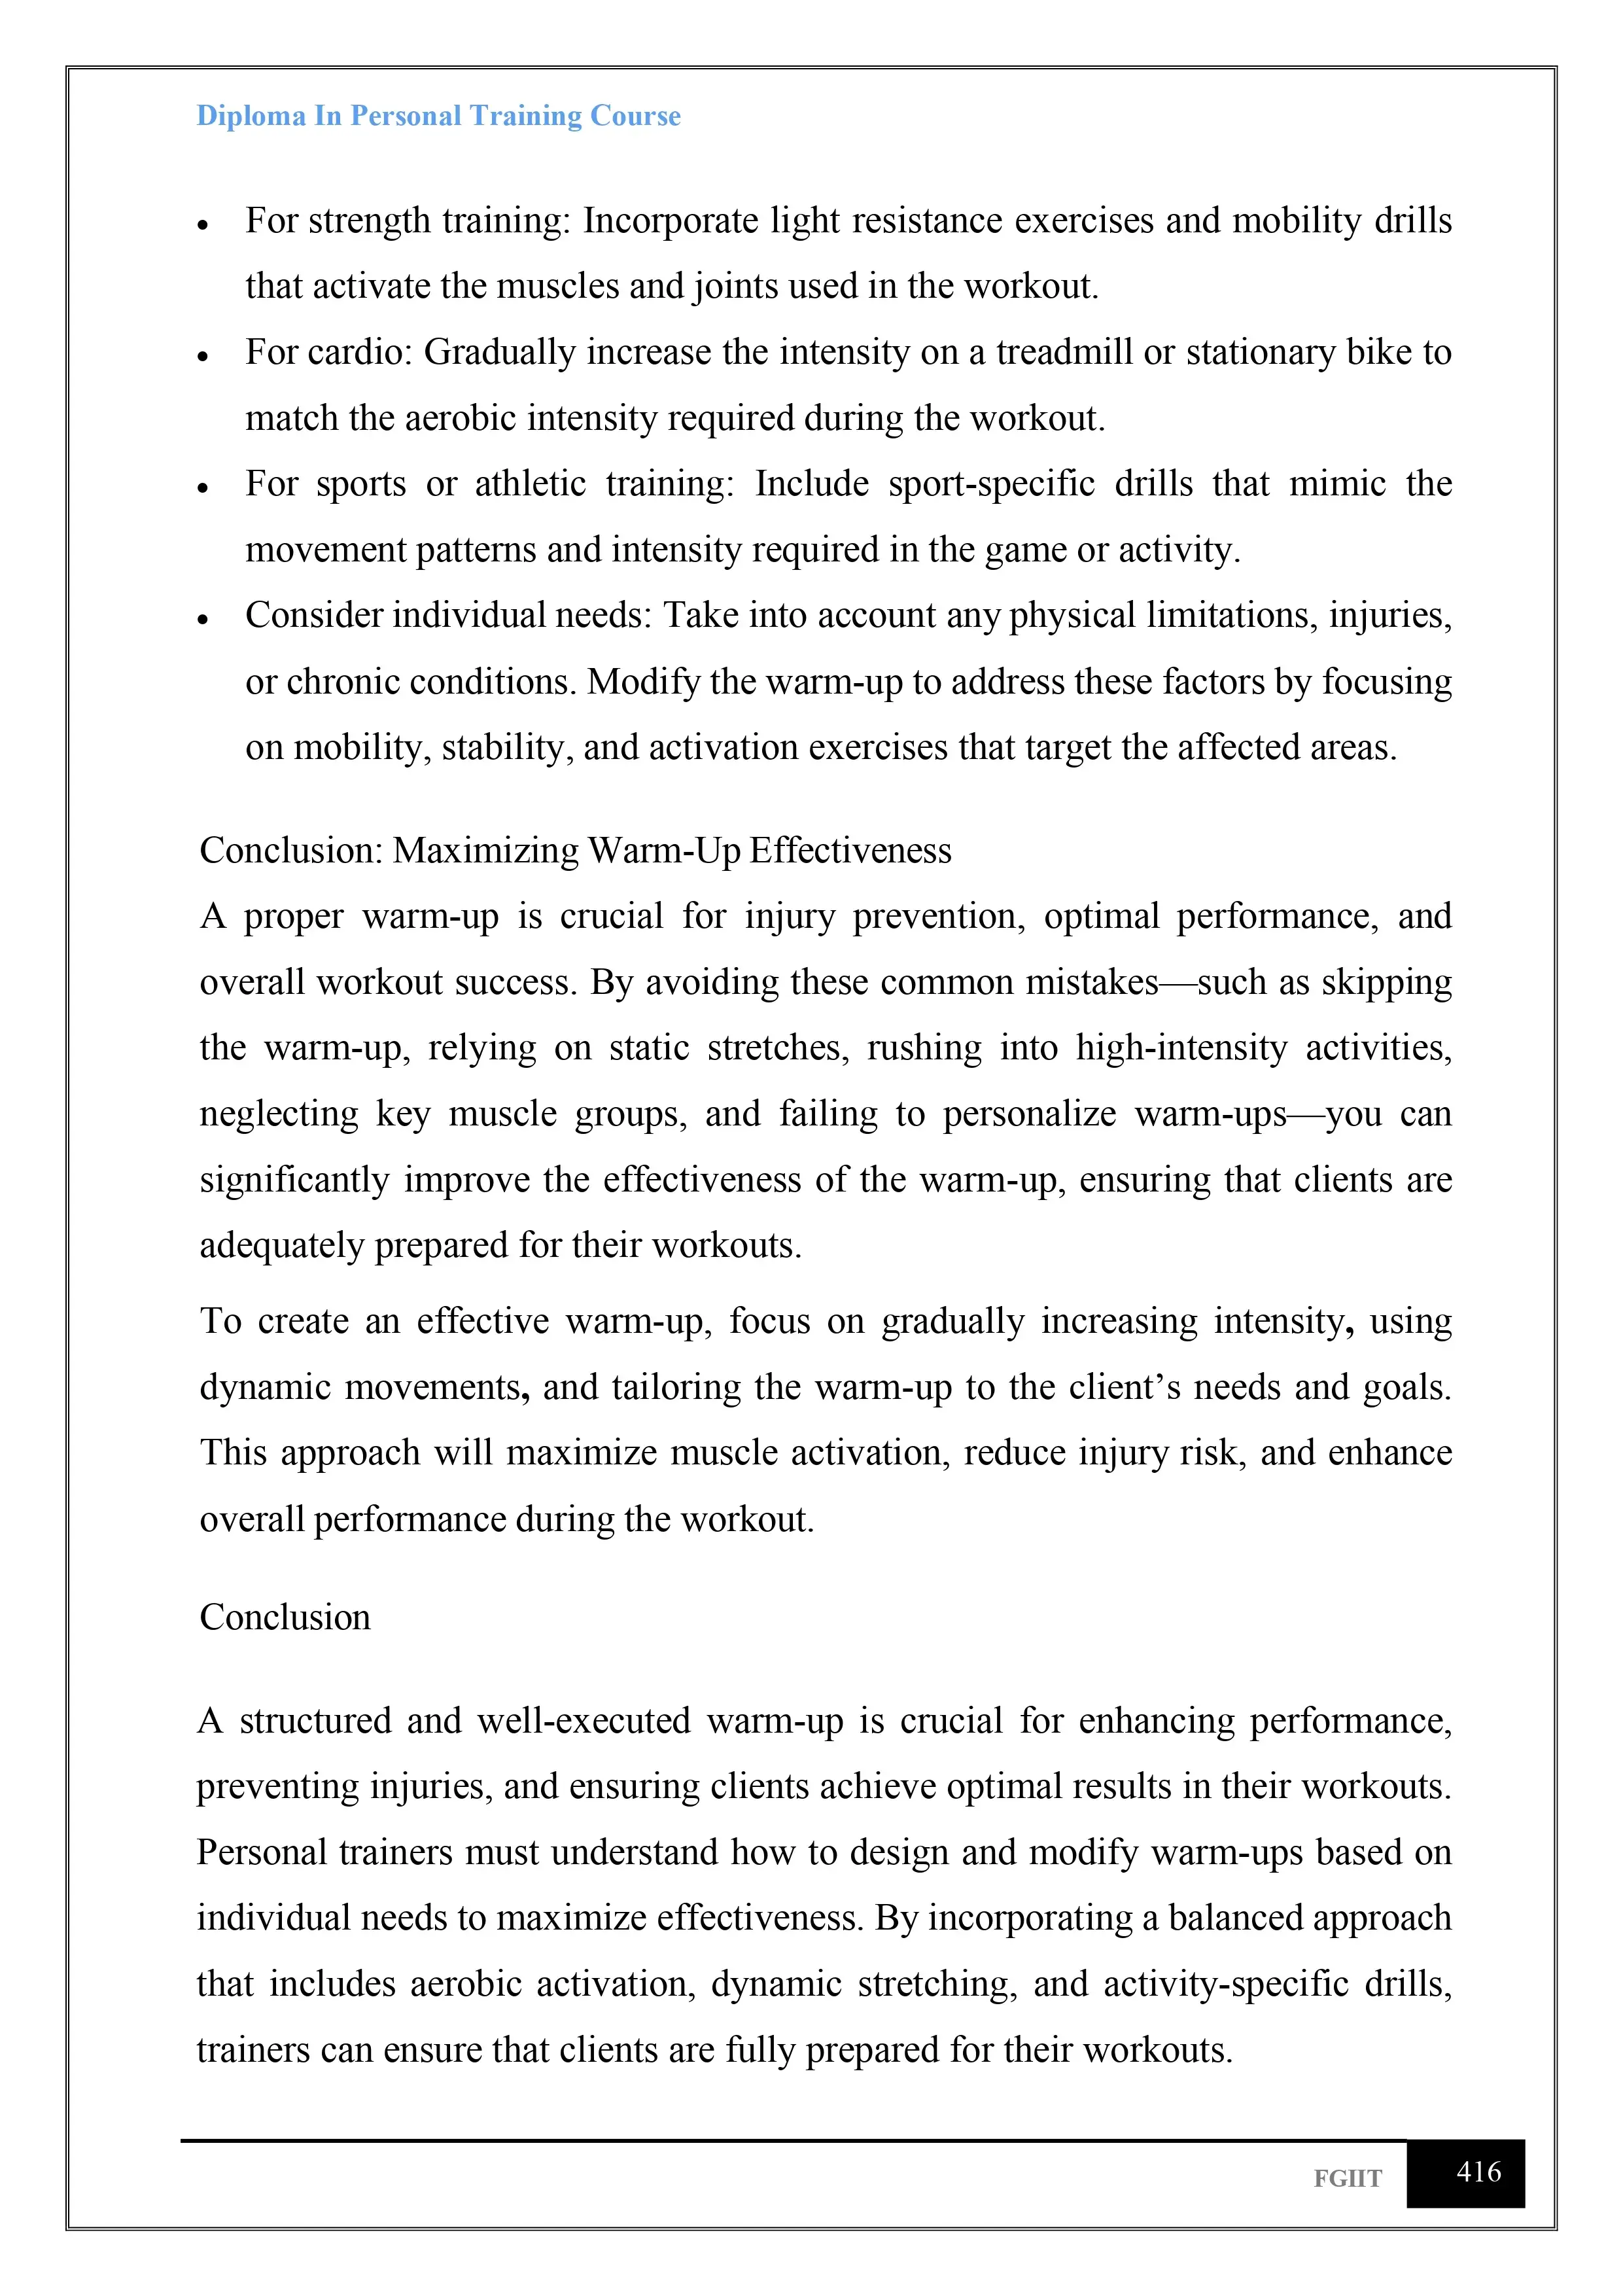 Diploma In Personal Training Course
• For strength training: Incorporate light resistance exercises and mobility drills
that activate the muscles and joints used in the workout.
• For cardio: Gradually increase the intensity on a treadmill or stationary bike to
match the aerobic intensity required during the workout.
• For sports or athletic training: Include sport-specific drills that mimic the
movement patterns and intensity required in the game or activity.
• Consider individual needs: Take into account any physical limitations, injuries,
or chronic conditions. Modify the warm-up to address these factors by focusing
on mobility, stability, and activation exercises that target the affected areas.
Conclusion: Maximizing Warm-Up Effectiveness
A proper warm-up is crucial for injury prevention, optimal performance, and
overall workout success. By avoiding these common mistakes—such as skipping
the warm-up, relying on static stretches, rushing into high-intensity activities,
neglecting key muscle groups, and failing to personalize warm-ups—you can
significantly improve the effectiveness of the warm-up, ensuring that clients are
adequately prepared for their workouts.
To create an effective warm-up, focus on gradually increasing intensity, using
dynamic movements, and tailoring the warm-up to the client’s needs and goals.
This approach will maximize muscle activation, reduce injury risk, and enhance
overall performance during the workout.
Conclusion
A structured and well-executed warm-up is crucial for enhancing performance,
preventing injuries, and ensuring clients achieve optimal results in their workouts.
Personal trainers must understand how to design and modify warm-ups based on
individual needs to maximize effectiveness. By incorporating a balanced approach
that includes aerobic activation, dynamic stretching, and activity-specific drills,
trainers can ensure that clients are fully prepared for their workouts.
FGIIT 416